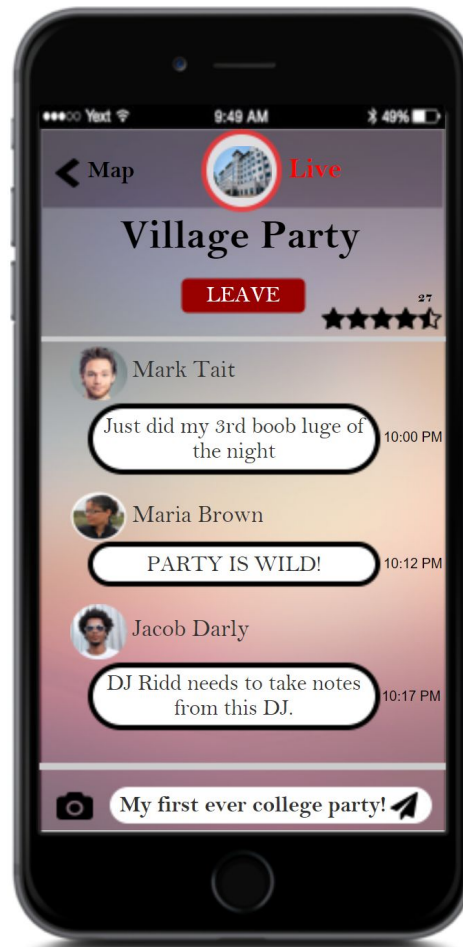 Yext 9:49 AM 49%
Map Live
Village Party
LEAVE
27
Mark Tait
Just did my 3rd boob luge of
the night
10:00 PM
Maria Brown
PARTY IS WILD!
10:12 PM
Jacob Darly
DJ Ridd needs to take notes
from this DJ.
10:17 PM
My first ever college party!